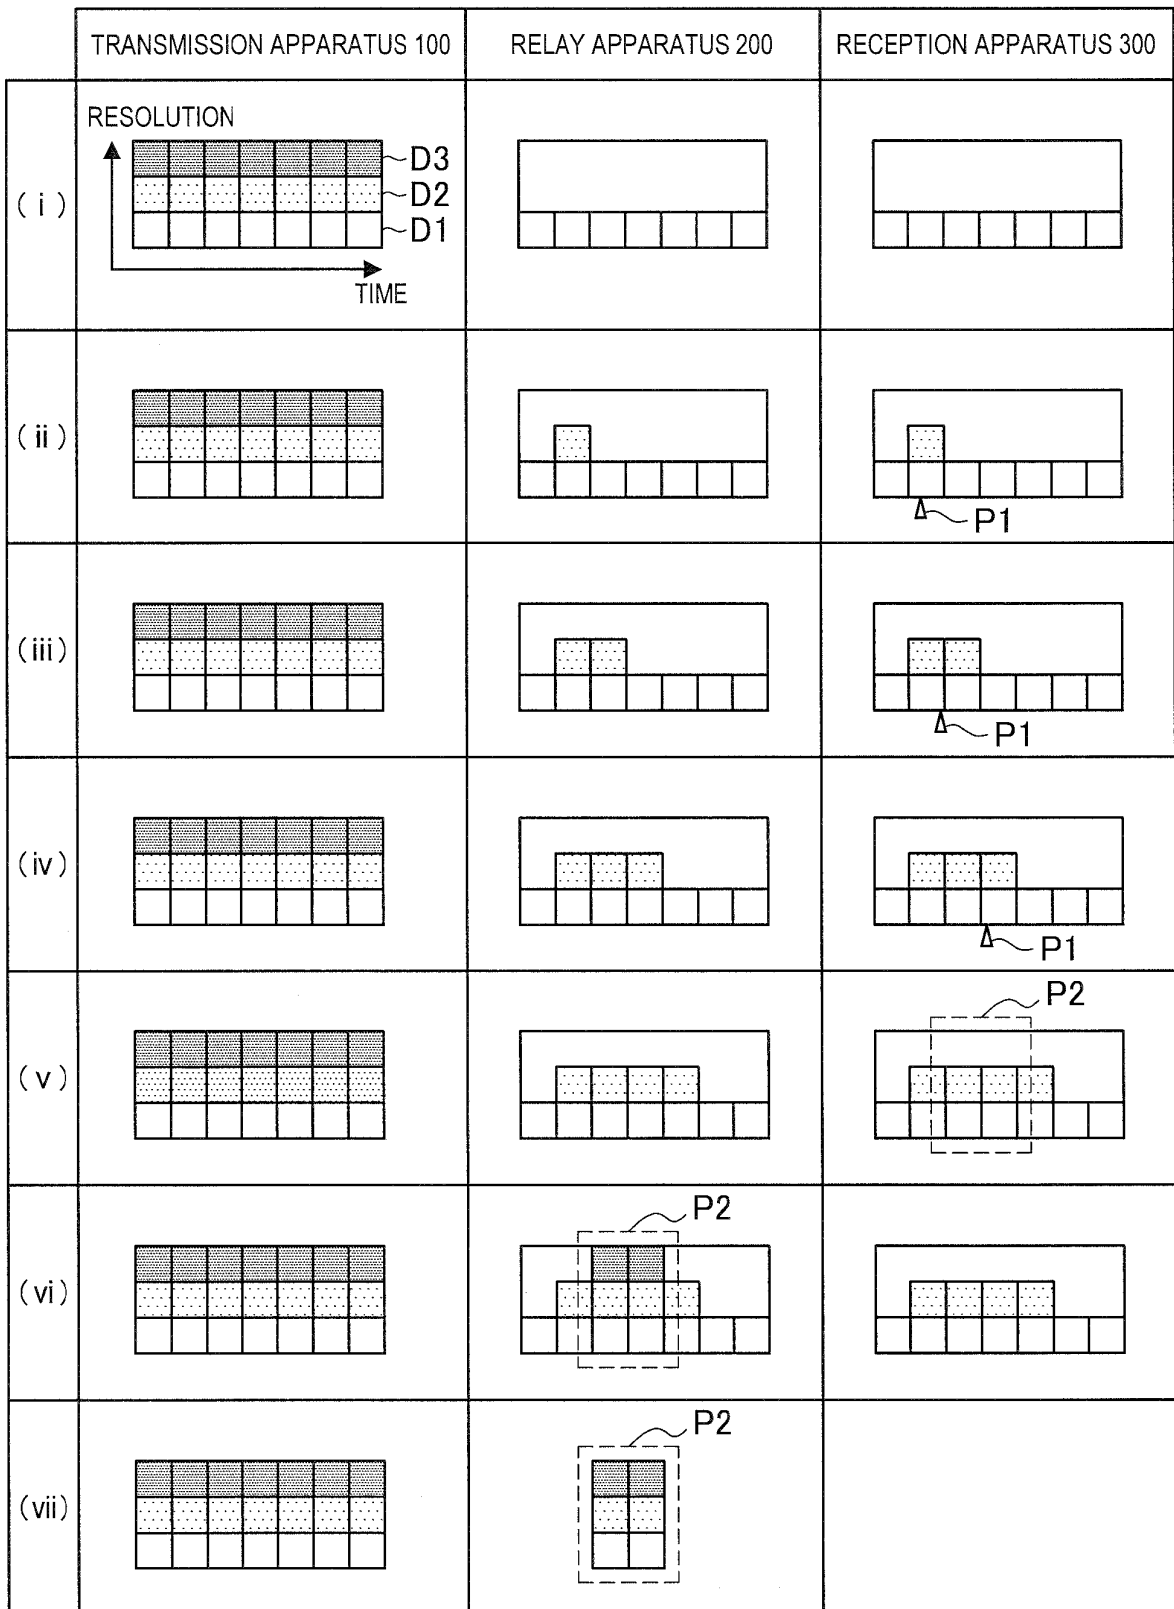 TRANSMISSION APPARATUS 100 RELAY APPARATUS 200 RECEPTION APPARATUS 300
(i)
RESOLUTION
D3
D2
D1
TIME
(ii)
P1
(iii)
P1
(iv)
P1
(v)
P2
(vi)
P2
(vii)
P2